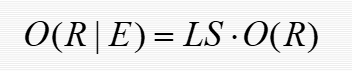 O(R | E) = LS · O(R)